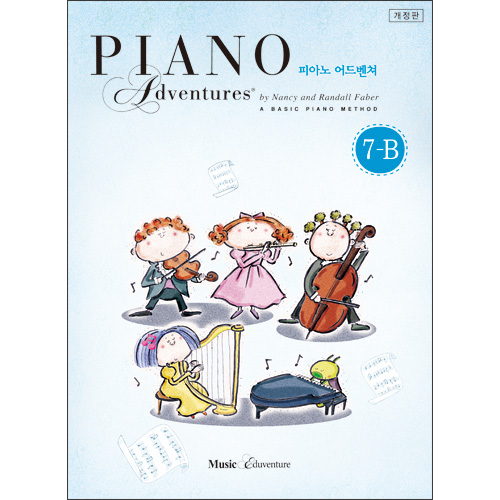 개정판
PIANO
피아노 어드벤쳐
Adventures®
by Nancy and Randall Faber
A BASIC PIANO METHOD
7-B
Music Eduventure